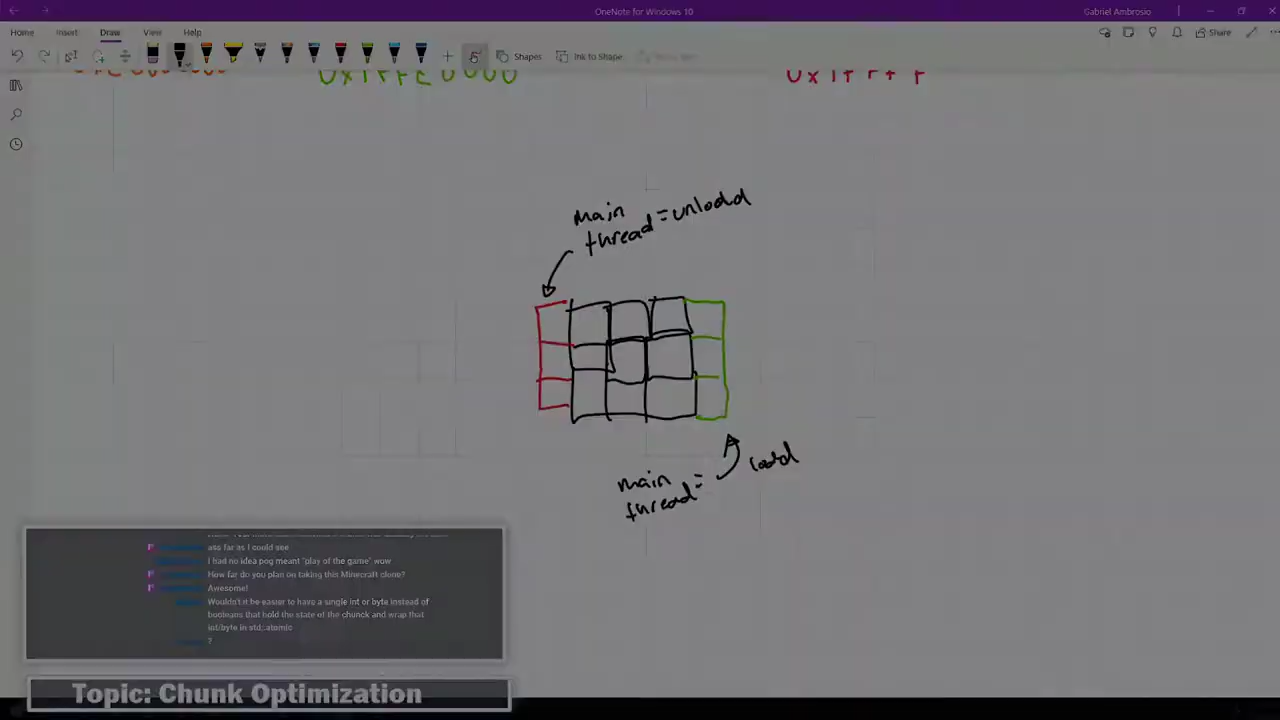 OneNote for Windows 10
Gabriel Ambrosio
Home Insert Draw View Help
Shapes
Ink to Shape
Share
0x1FFE0000
0x1FFFF
main
thread = unload
main
thread =
load
ass far as I could see
I had no idea pog meant "play of the game" wow
How far do you plan on taking this Minecraft clone?
Awesome!
Wouldn't it be easier to have a single int or byte instead of
booleans that hold the state of the chunck and wrap that
int/byte in std::atomic
?
Topic: Chunk Optimization